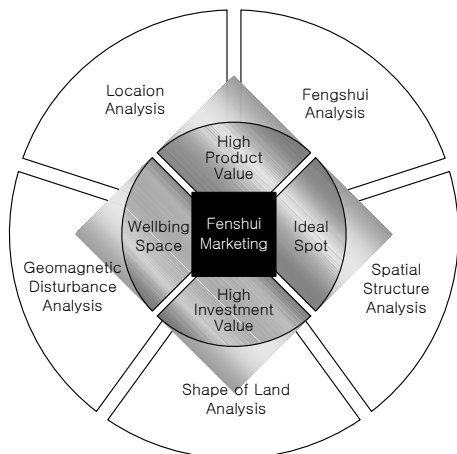 Locaion
Analysis
Fengshui
Analysis
High
Product
Value
Wellbing
Space
Fenshui
Marketing
Ideal
Spot
Geomagnetic
Disturbance
Analysis
Spatial
Structure
Analysis
High
Investment
Value
Shape of Land
Analysis